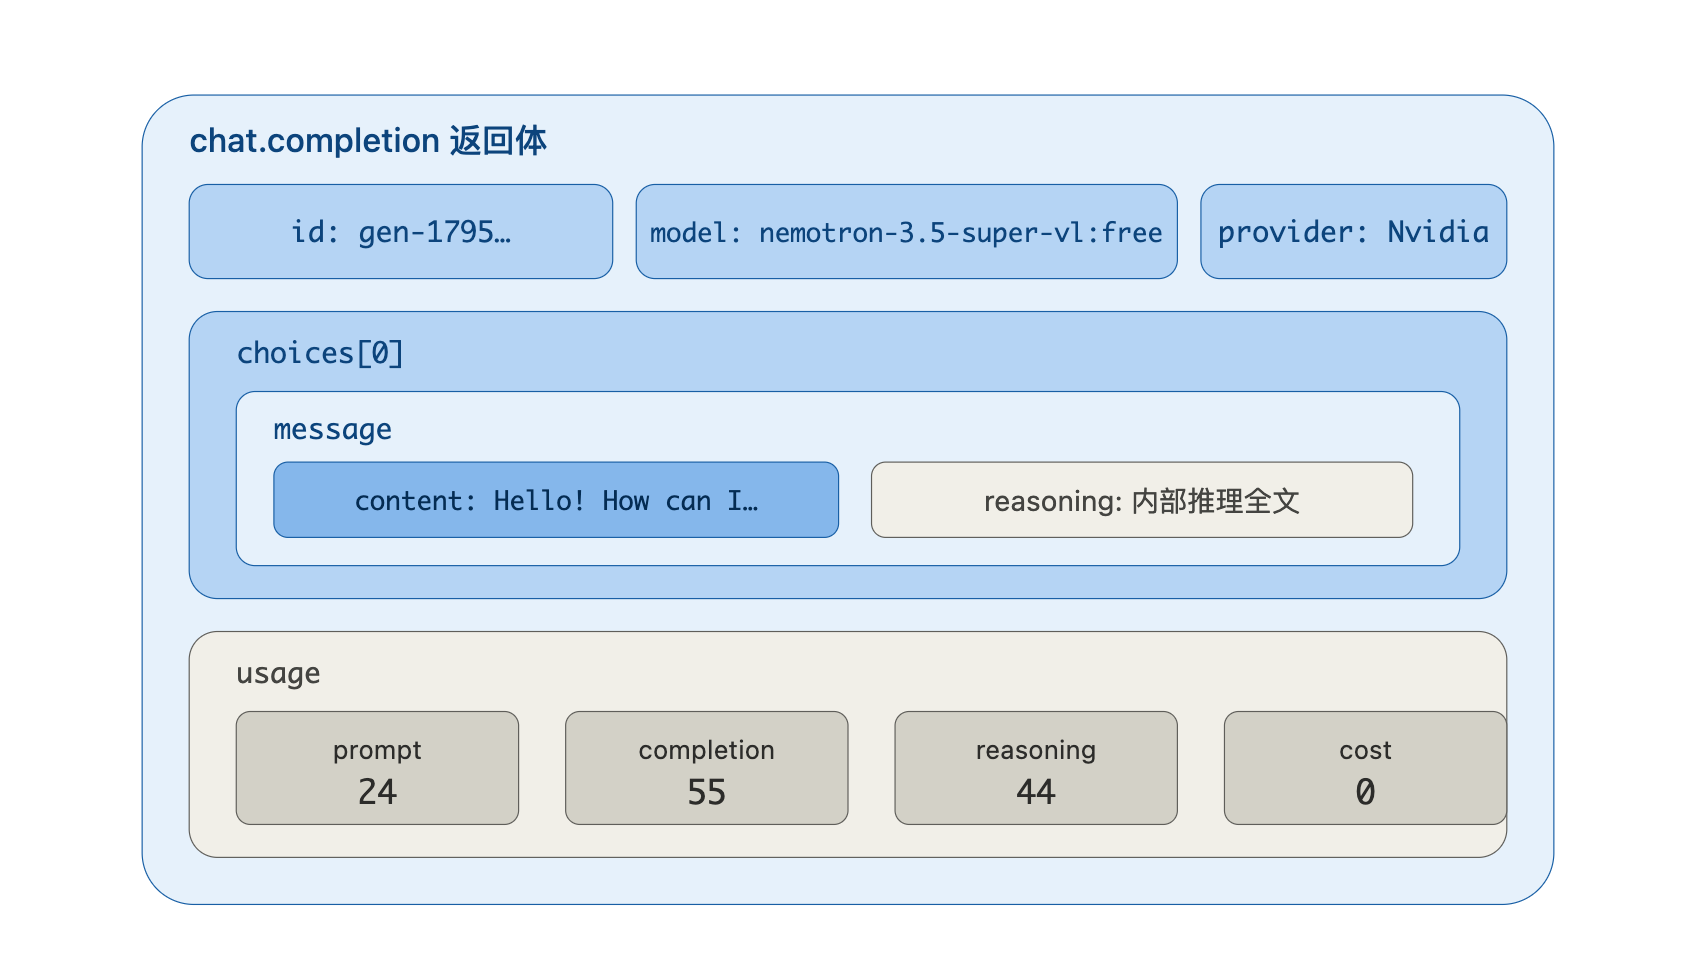 chat.completion 返回体
id: gen-1795…
model: nemotron-3.5-super-vl:free
provider: Nvidia
choices[0]
message
content: Hello! How can I…
reasoning: 内部推理全文
usage
prompt
24
completion
55
reasoning
44
cost
0